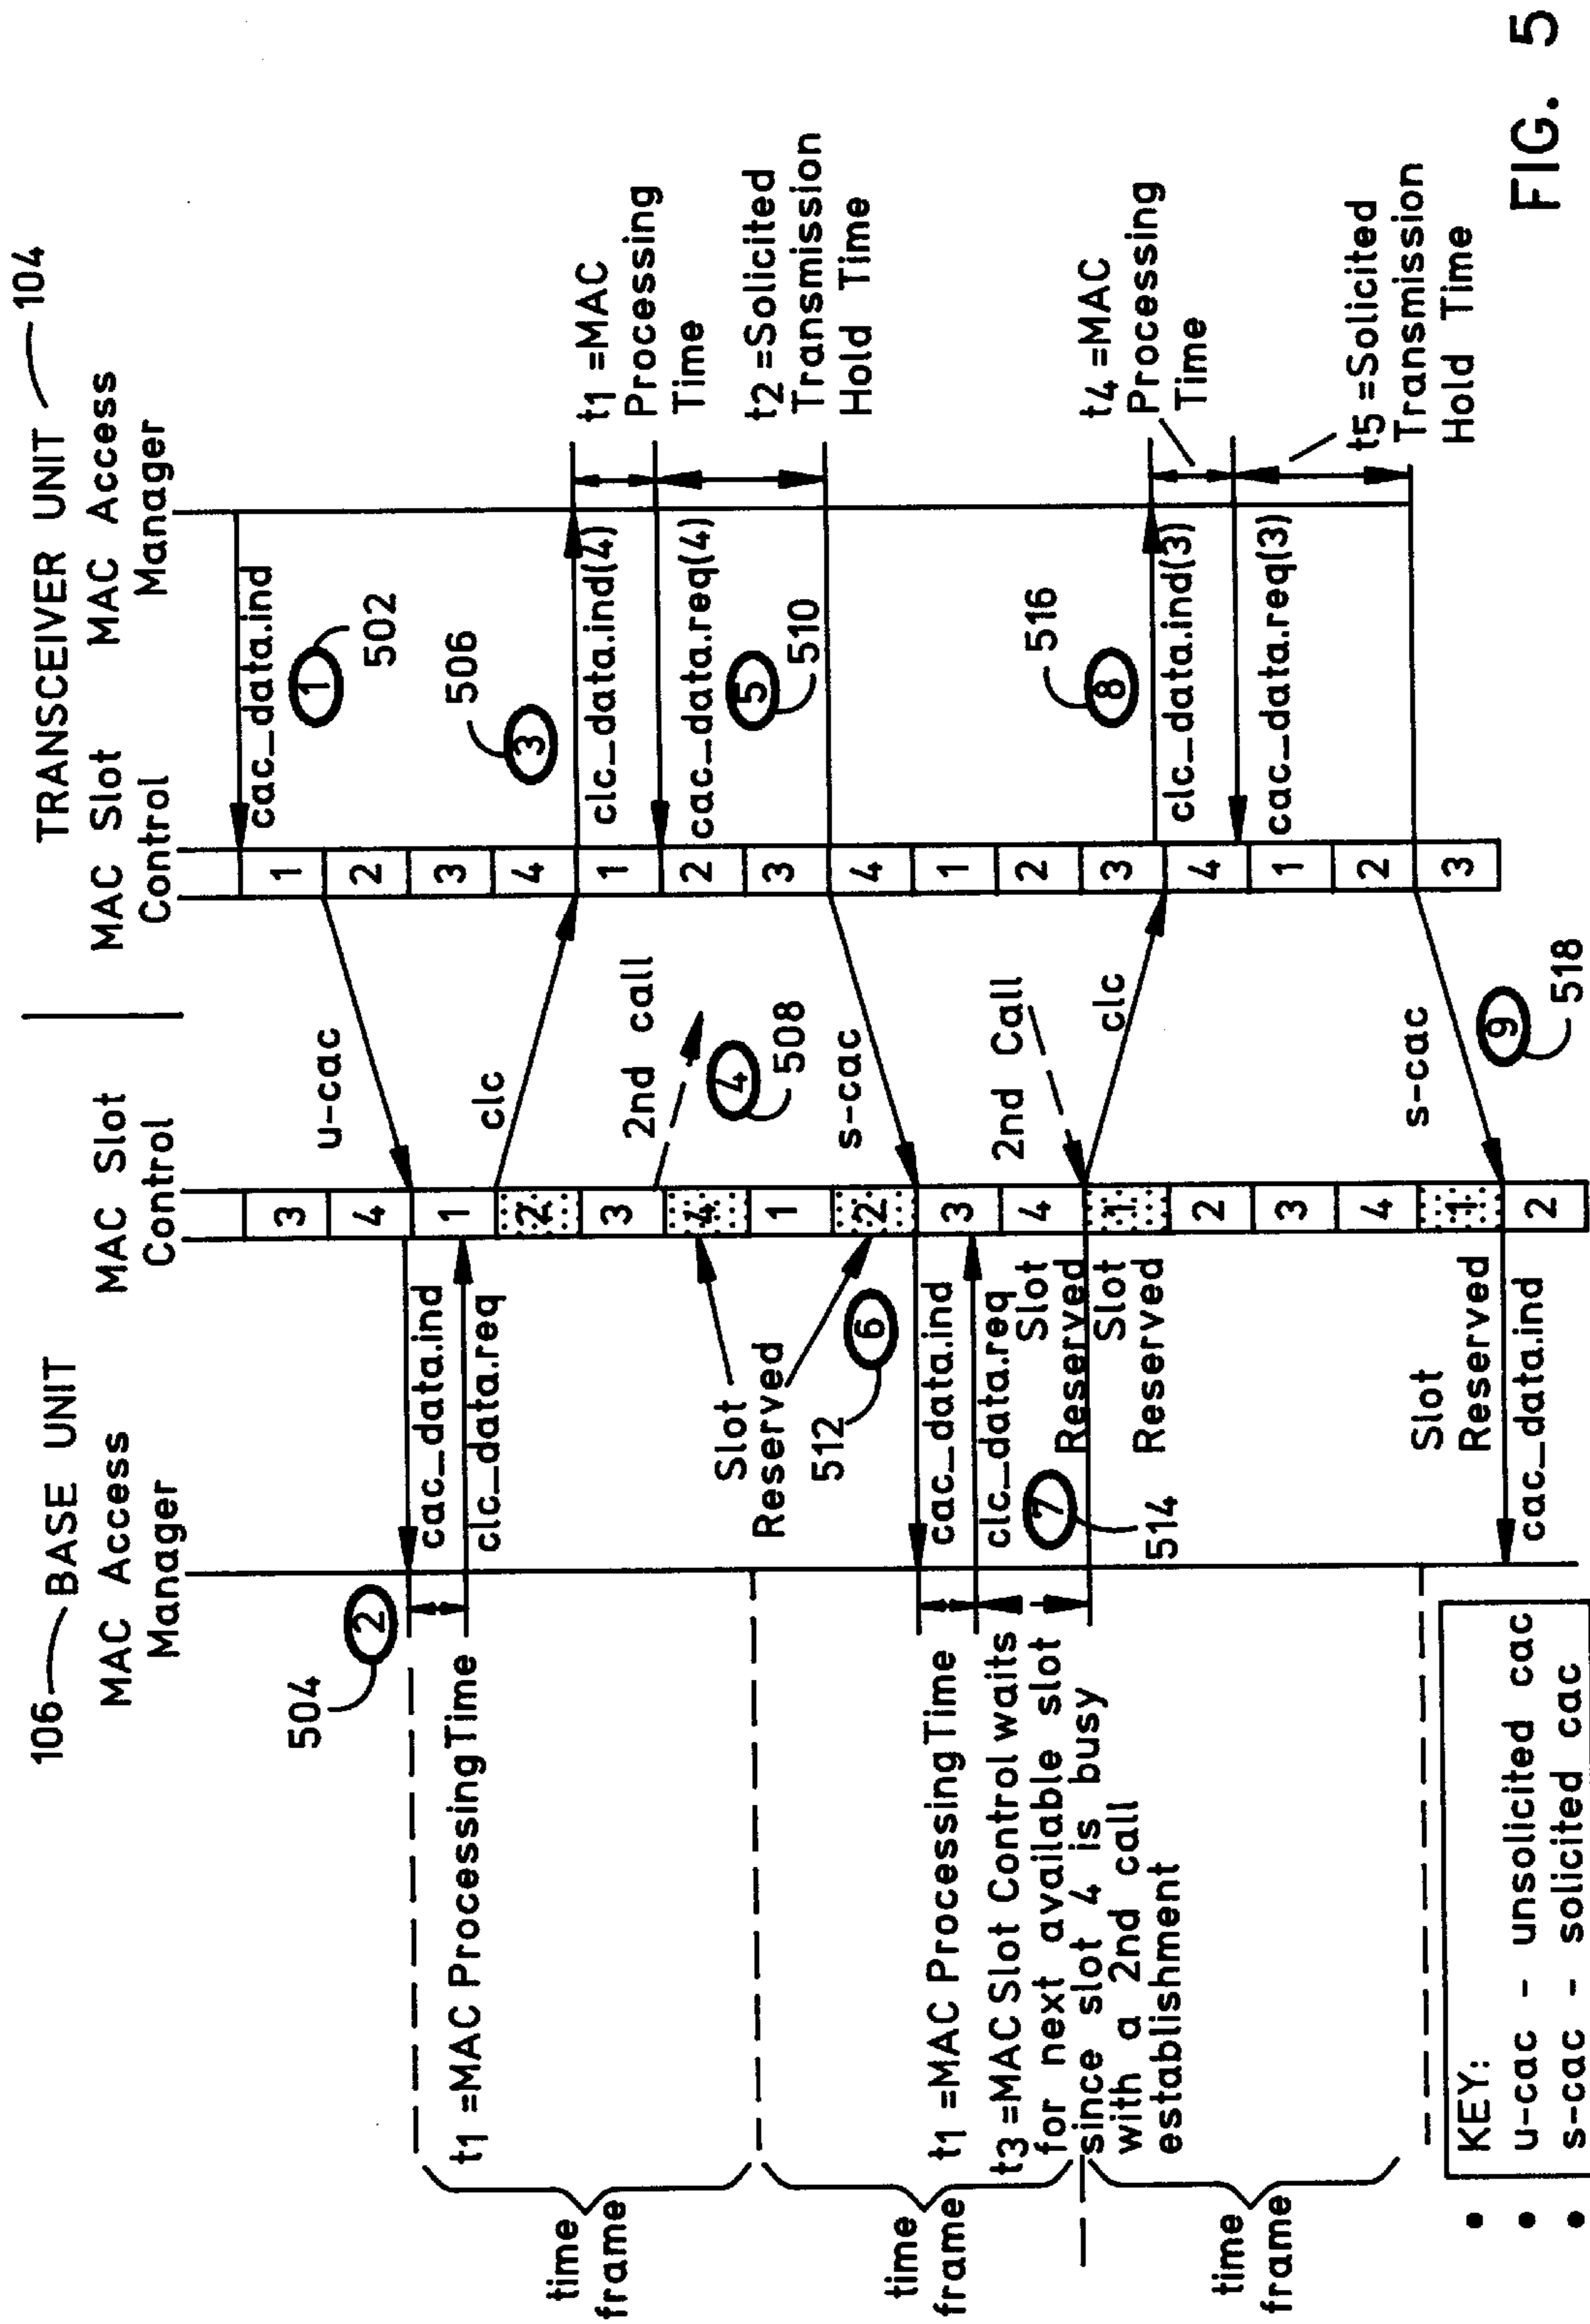 106
BASE UNIT
MAC Access
Manager
MAC Slot
Control
TRANSCEIVER UNIT
104
MAC Slot
Control
MAC Access
Manager
3
4
1
2
3
4
1
2
3
4
1
2
3
4
1
2
1
2
3
4
1
2
3
4
1
2
3
4
1
2
3
cac_data.ind
1
502
u-cac
504
2
cac_data.ind
clc_data.req
t1 =MAC Processing Time
clc
506
3
clc_data.ind(4)
t1 =MAC
Processing
Time
cac_data.req(4)
2nd call
4
508
Slot
Reserved
5
510
t2 =Solicited
Transmission
Hold Time
s-cac
512
6
cac_data.ind
clc_data.req
t1 =MAC Processing Time
t3 =MAC Slot Control waits
for next available slot
since slot 4 is busy
with a 2nd call
establishment
Slot
Reserved
Slot
Reserved
7
514
2nd Call
clc
516
8
clc_data.ind(3)
cac_data.req(3)
t4 =MAC
Processing
Time
t5 =Solicited
Transmission
Hold Time
s-cac
9
518
Slot
Reserved
cac_data.ind
time
frame
time
frame
time
frame
• KEY:
• u-cac - unsolicited cac
• s-cac - solicited cac
FIG. 5